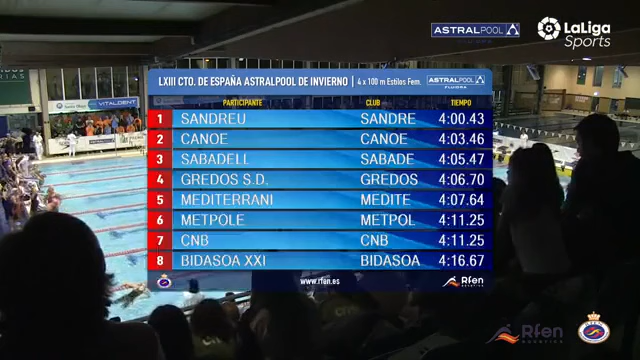 ASTRALPOOL
FLUIDRA
LaLiga
Sports
VITALDENT
LXIII CTO. DE ESPAÑA ASTRALPOOL DE INVIERNO | 4 x 100 m Estilos Fem.
ASTRALPOOL
FLUIDRA
PARTICIPANTE CLUB TIEMPO
1 SANDREU SANDRE 4:00.43
2 CANOE CANOE 4:03.46
3 SABADELL SABADE 4:05.47
4 GREDOS S.D. GREDOS 4:06.70
5 MEDITERRANI MEDITE 4:07.64
6 METPOLE METPOL 4:11.25
7 CNB CNB 4:11.25
8 BIDASOA XXI BIDASOA 4:16.67
www.rfen.es
Rfen
Rfen